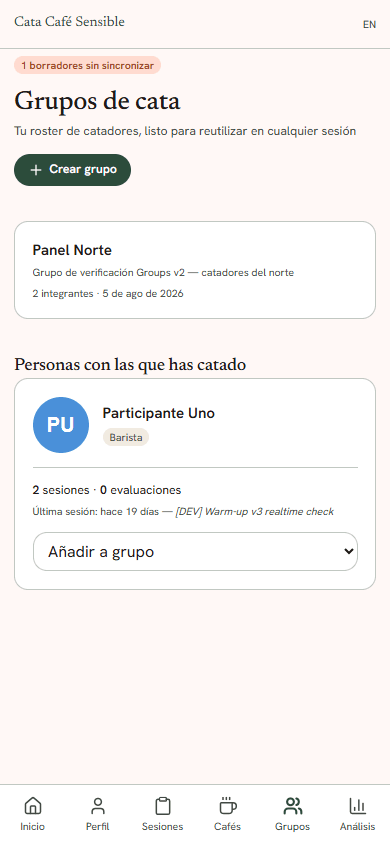 Cata Café Sensible
EN
1 borradores sin sincronizar
Grupos de cata
Tu roster de catadores, listo para reutilizar en cualquier sesión
Crear grupo
Panel Norte
Grupo de verificación Groups v2 — catadores del norte
2 integrantes · 5 de ago de 2026
Personas con las que has catado
PU
Participante Uno
Barista
2 sesiones · 0 evaluaciones
Última sesión: hace 19 días — [DEV] Warm-up v3 realtime check
Añadir a grupo
Inicio
Perfil
Sesiones
Cafés
Grupos
Análisis